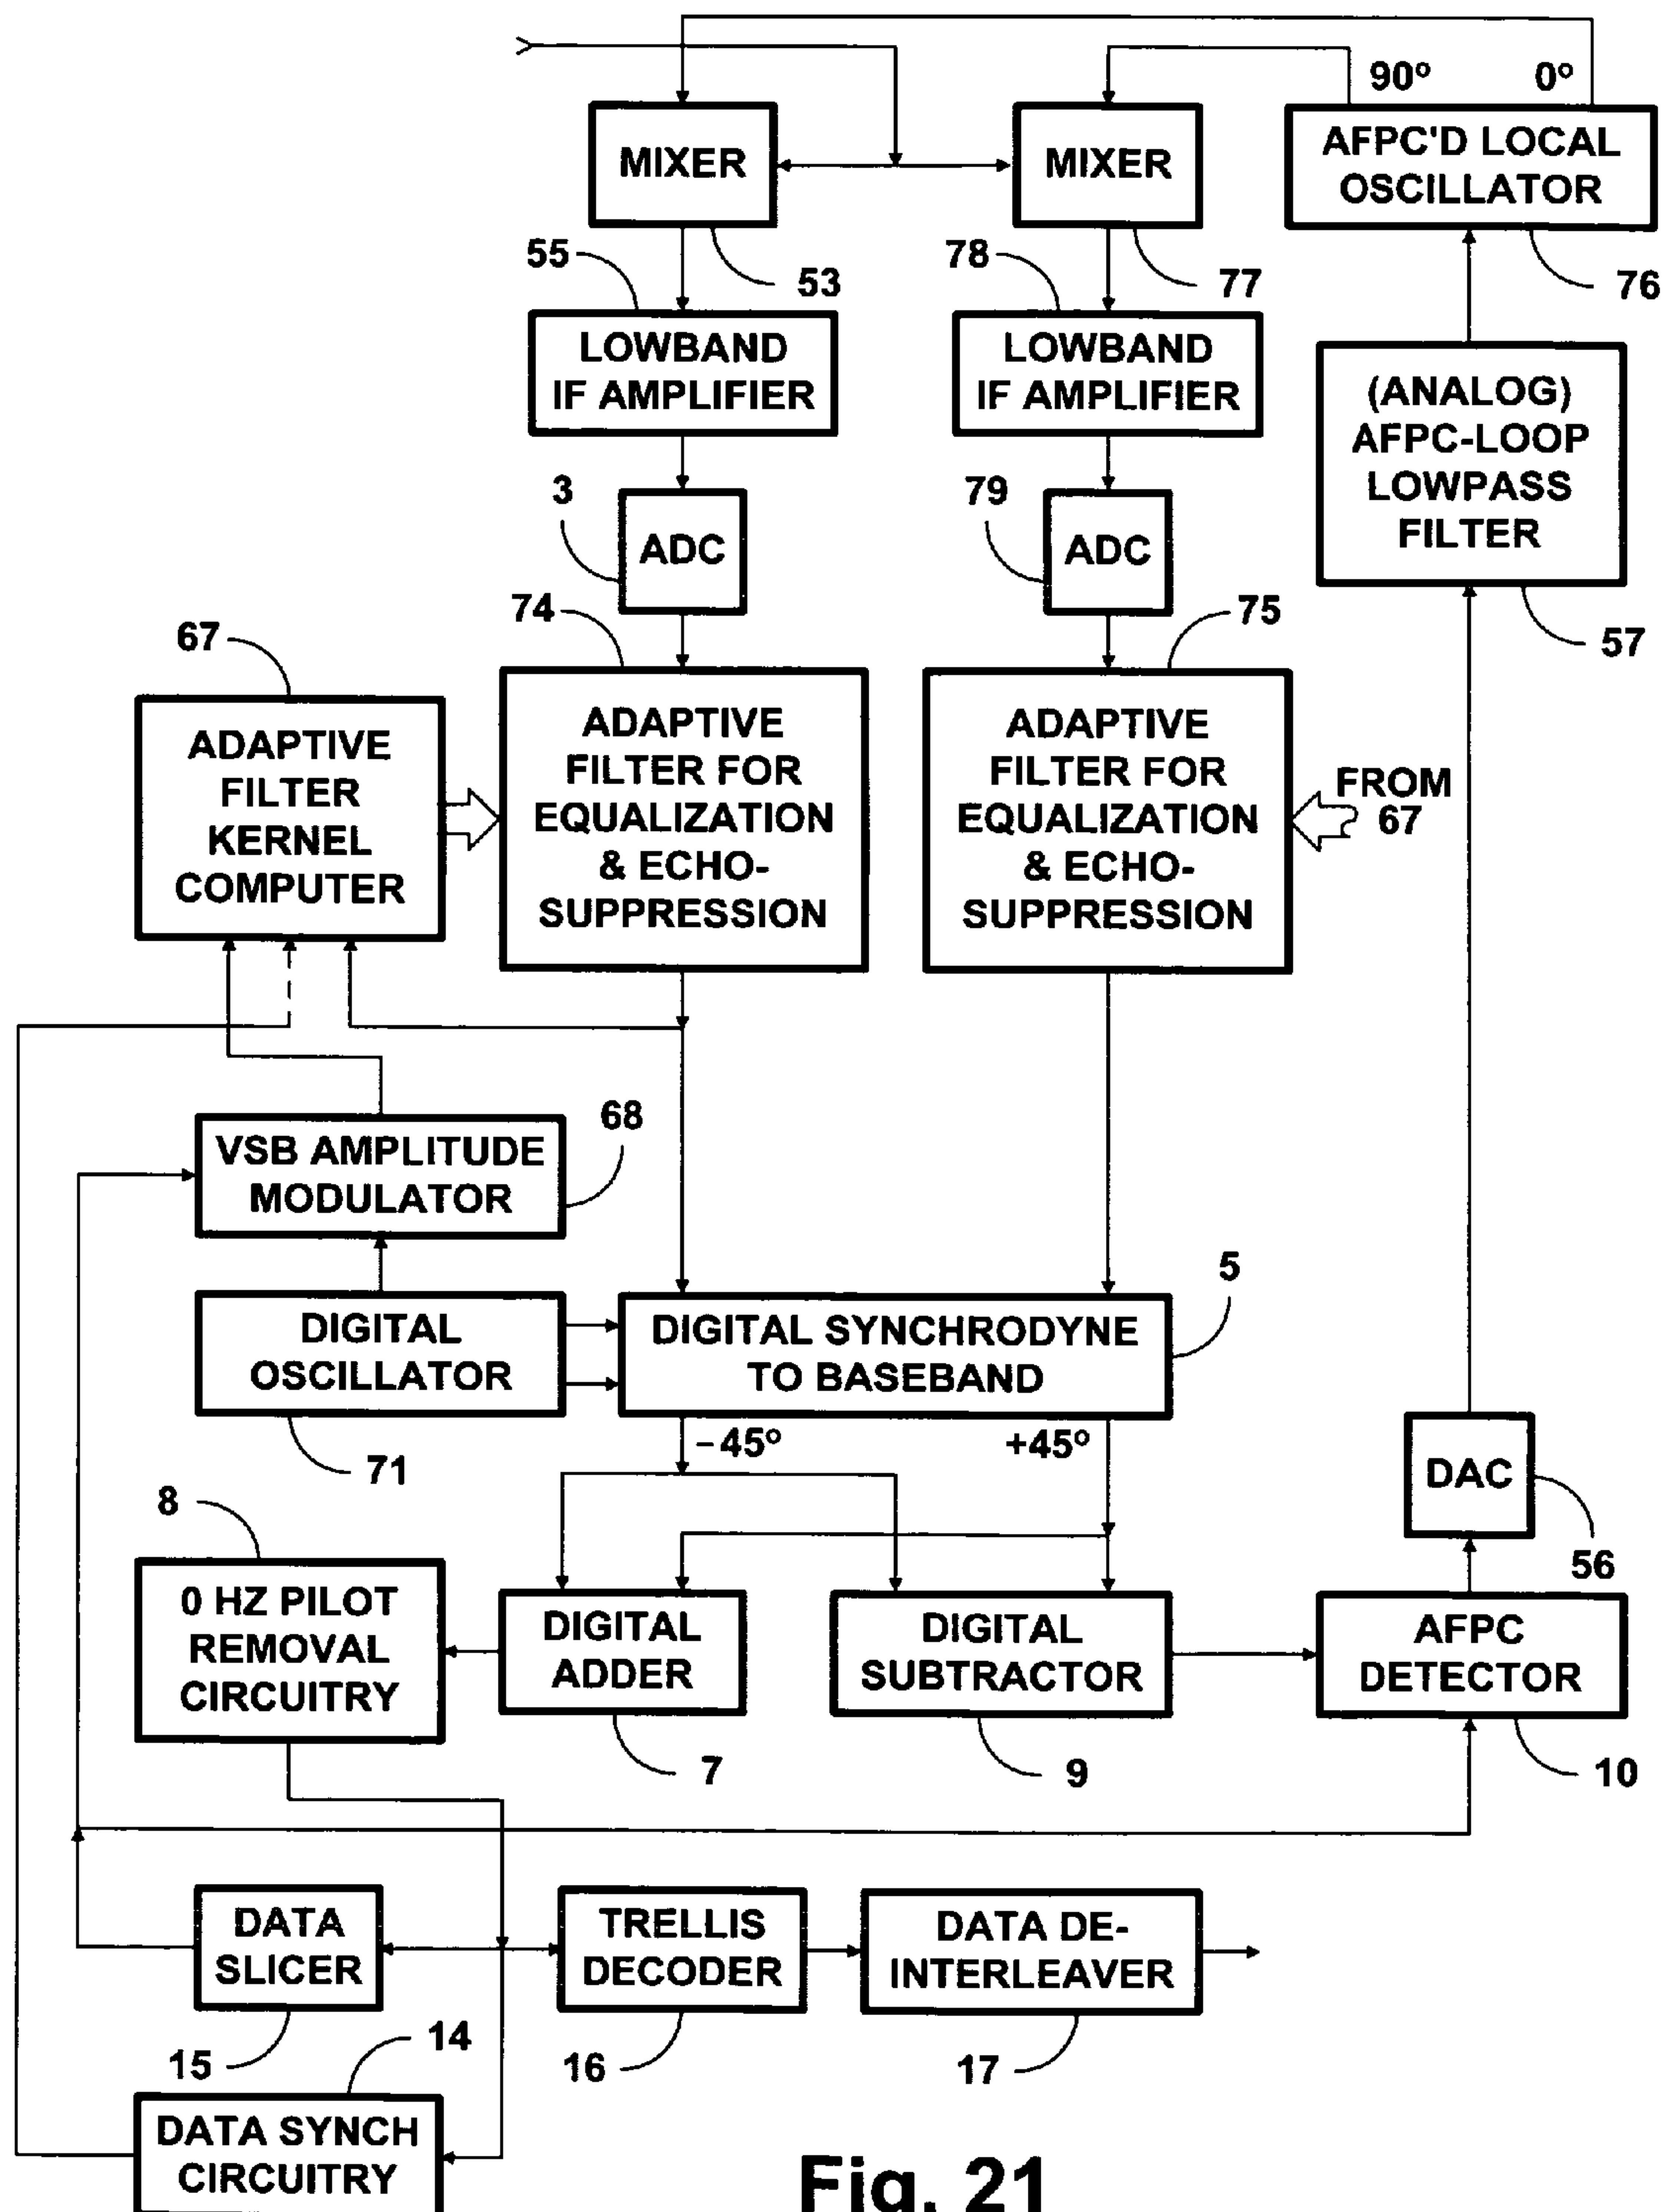 90° 0°
MIXER
MIXER
AFPC'D LOCAL
OSCILLATOR
55
53
78
77
76
LOWBAND
IF AMPLIFIER
LOWBAND
IF AMPLIFIER
(ANALOG)
AFPC-LOOP
LOWPASS
FILTER
3
ADC
79
ADC
57
67
74
75
ADAPTIVE
FILTER
KERNEL
COMPUTER
ADAPTIVE
FILTER FOR
EQUALIZATION
& ECHO-
SUPPRESSION
ADAPTIVE
FILTER FOR
EQUALIZATION
& ECHO-
SUPPRESSION
FROM
67
68
VSB AMPLITUDE
MODULATOR
5
DIGITAL
OSCILLATOR
DIGITAL SYNCHRODYNE
TO BASEBAND
71
–45°
+45°
DAC
56
8
0 HZ PILOT
REMOVAL
CIRCUITRY
DIGITAL
ADDER
DIGITAL
SUBTRACTOR
AFPC
DETECTOR
7
9
10
DATA
SLICER
TRELLIS
DECODER
DATA DE-
INTERLEAVER
15
14
16
17
DATA SYNCH
CIRCUITRY
Fig. 21